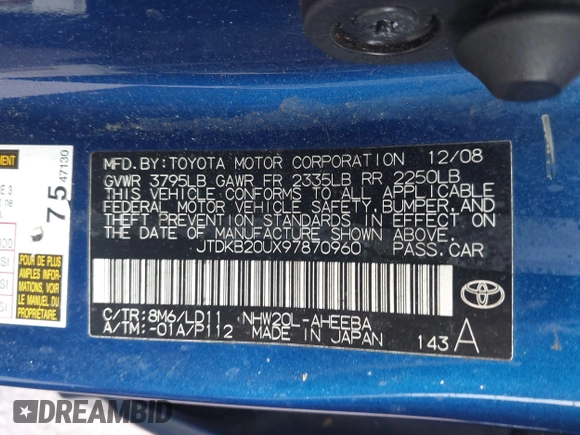 MFD. BY: TOYOTA MOTOR CORPORATION 12/08
GVWR 3795LB GAWR FR 2335LB RR 2250LB
THIS VEHICLE CONFORMS TO ALL APPLICABLE
FEDERAL MOTOR VEHICLE SAFETY, BUMPER, AND
THEFT PREVENTION STANDARDS IN EFFECT ON
THE DATE OF MANUFACTURE SHOWN ABOVE.
JTDKB20UX97870960 PASS. CAR
C/TR: 8M6/LD11 NHW20L-AHEEBA
A/TM: -01A/P112 MADE IN JAPAN
143 A
75
47130
POUR DE PLUS
AMPLES INFOR-
MATIONS,
VOIR LE
MANUEL DE
L'USAGER
DREAMBID